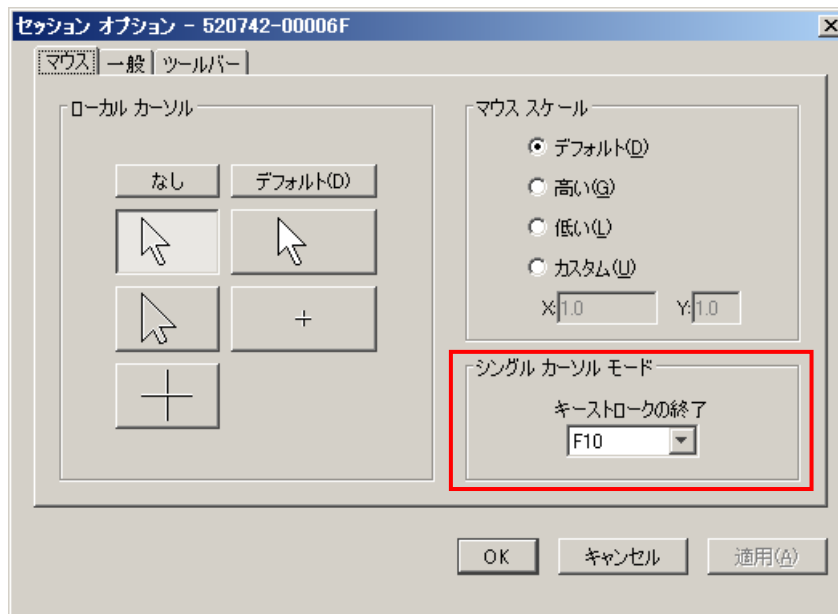 セッション オプション - 520742-00006F
マウス 一般 ツールバー
ローカル カーソル
なし デフォルト(D)
マウス スケール
デフォルト(D)
高い(G)
低い(L)
カスタム(U)
X:1.0 Y:1.0
シングル カーソル モード
キーストロークの終了
F10
OK キャンセル 適用(A)